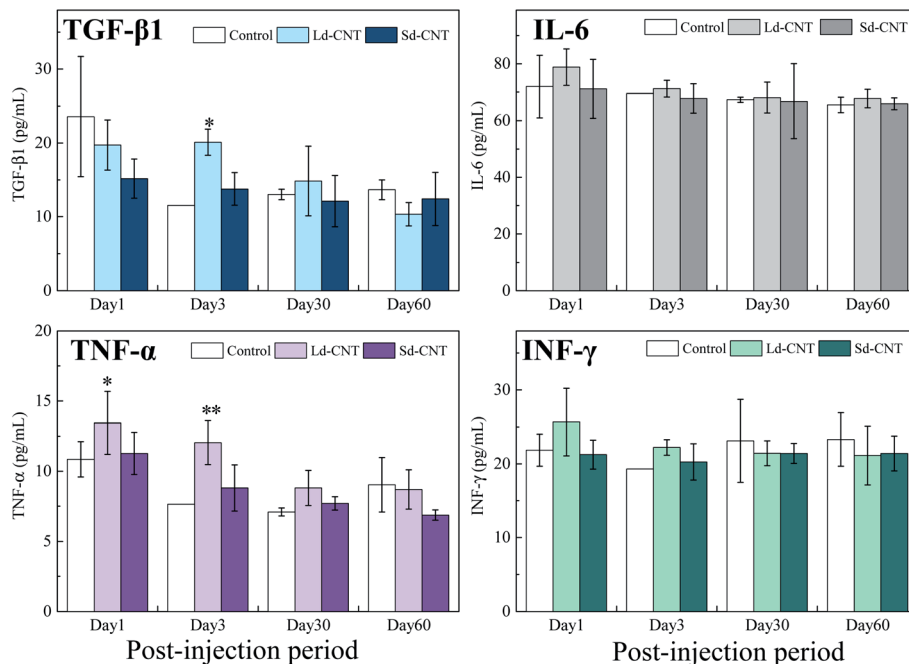 TGF-β1
Control Ld-CNT Sd-CNT
TGF-β1 (pg/mL)
30
20
10
0
*
Day1 Day3 Day30 Day60
IL-6
Control Ld-CNT Sd-CNT
IL-6 (pg/mL)
80
60
40
20
0
Day1 Day3 Day30 Day60
TNF-α
Control Ld-CNT Sd-CNT
TNF-α (pg/mL)
20
15
10
5
0
*
**
Day1 Day3 Day30 Day60
Post-injection period
INF-γ
Control Ld-CNT Sd-CNT
INF-γ (pg/mL)
30
20
10
0
Day1 Day3 Day30 Day60
Post-injection period